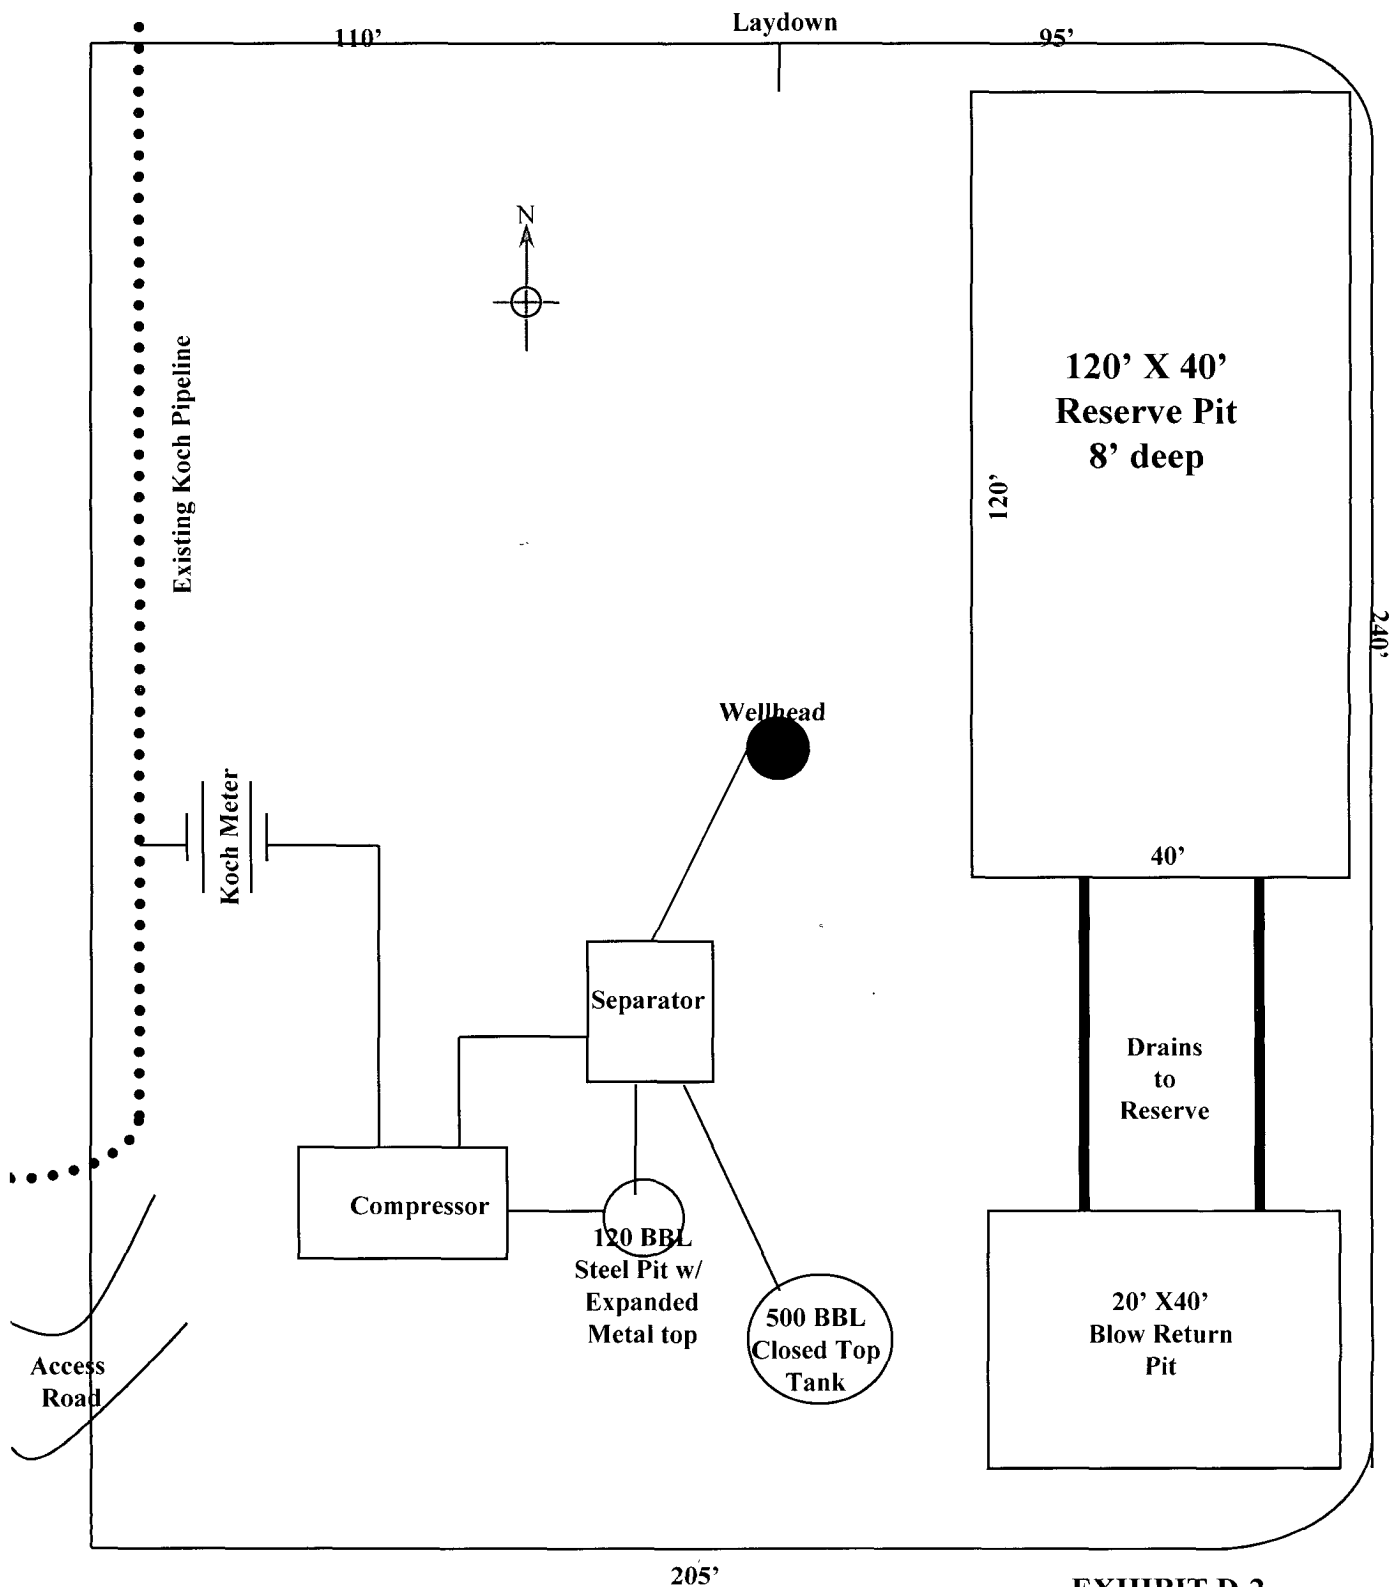 Laydown
110’
95’
N
Existing Koch Pipeline
120’ X 40’
Reserve Pit
8’ deep
120’
240’
Wellhead
Koch Meter
40’
Separator
Drains
to
Reserve
Compressor
120 BBL
Steel Pit w/
Expanded
Metal top
500 BBL
Closed Top
Tank
20’ X40’
Blow Return
Pit
Access
Road
205’
EXHIBIT D-2